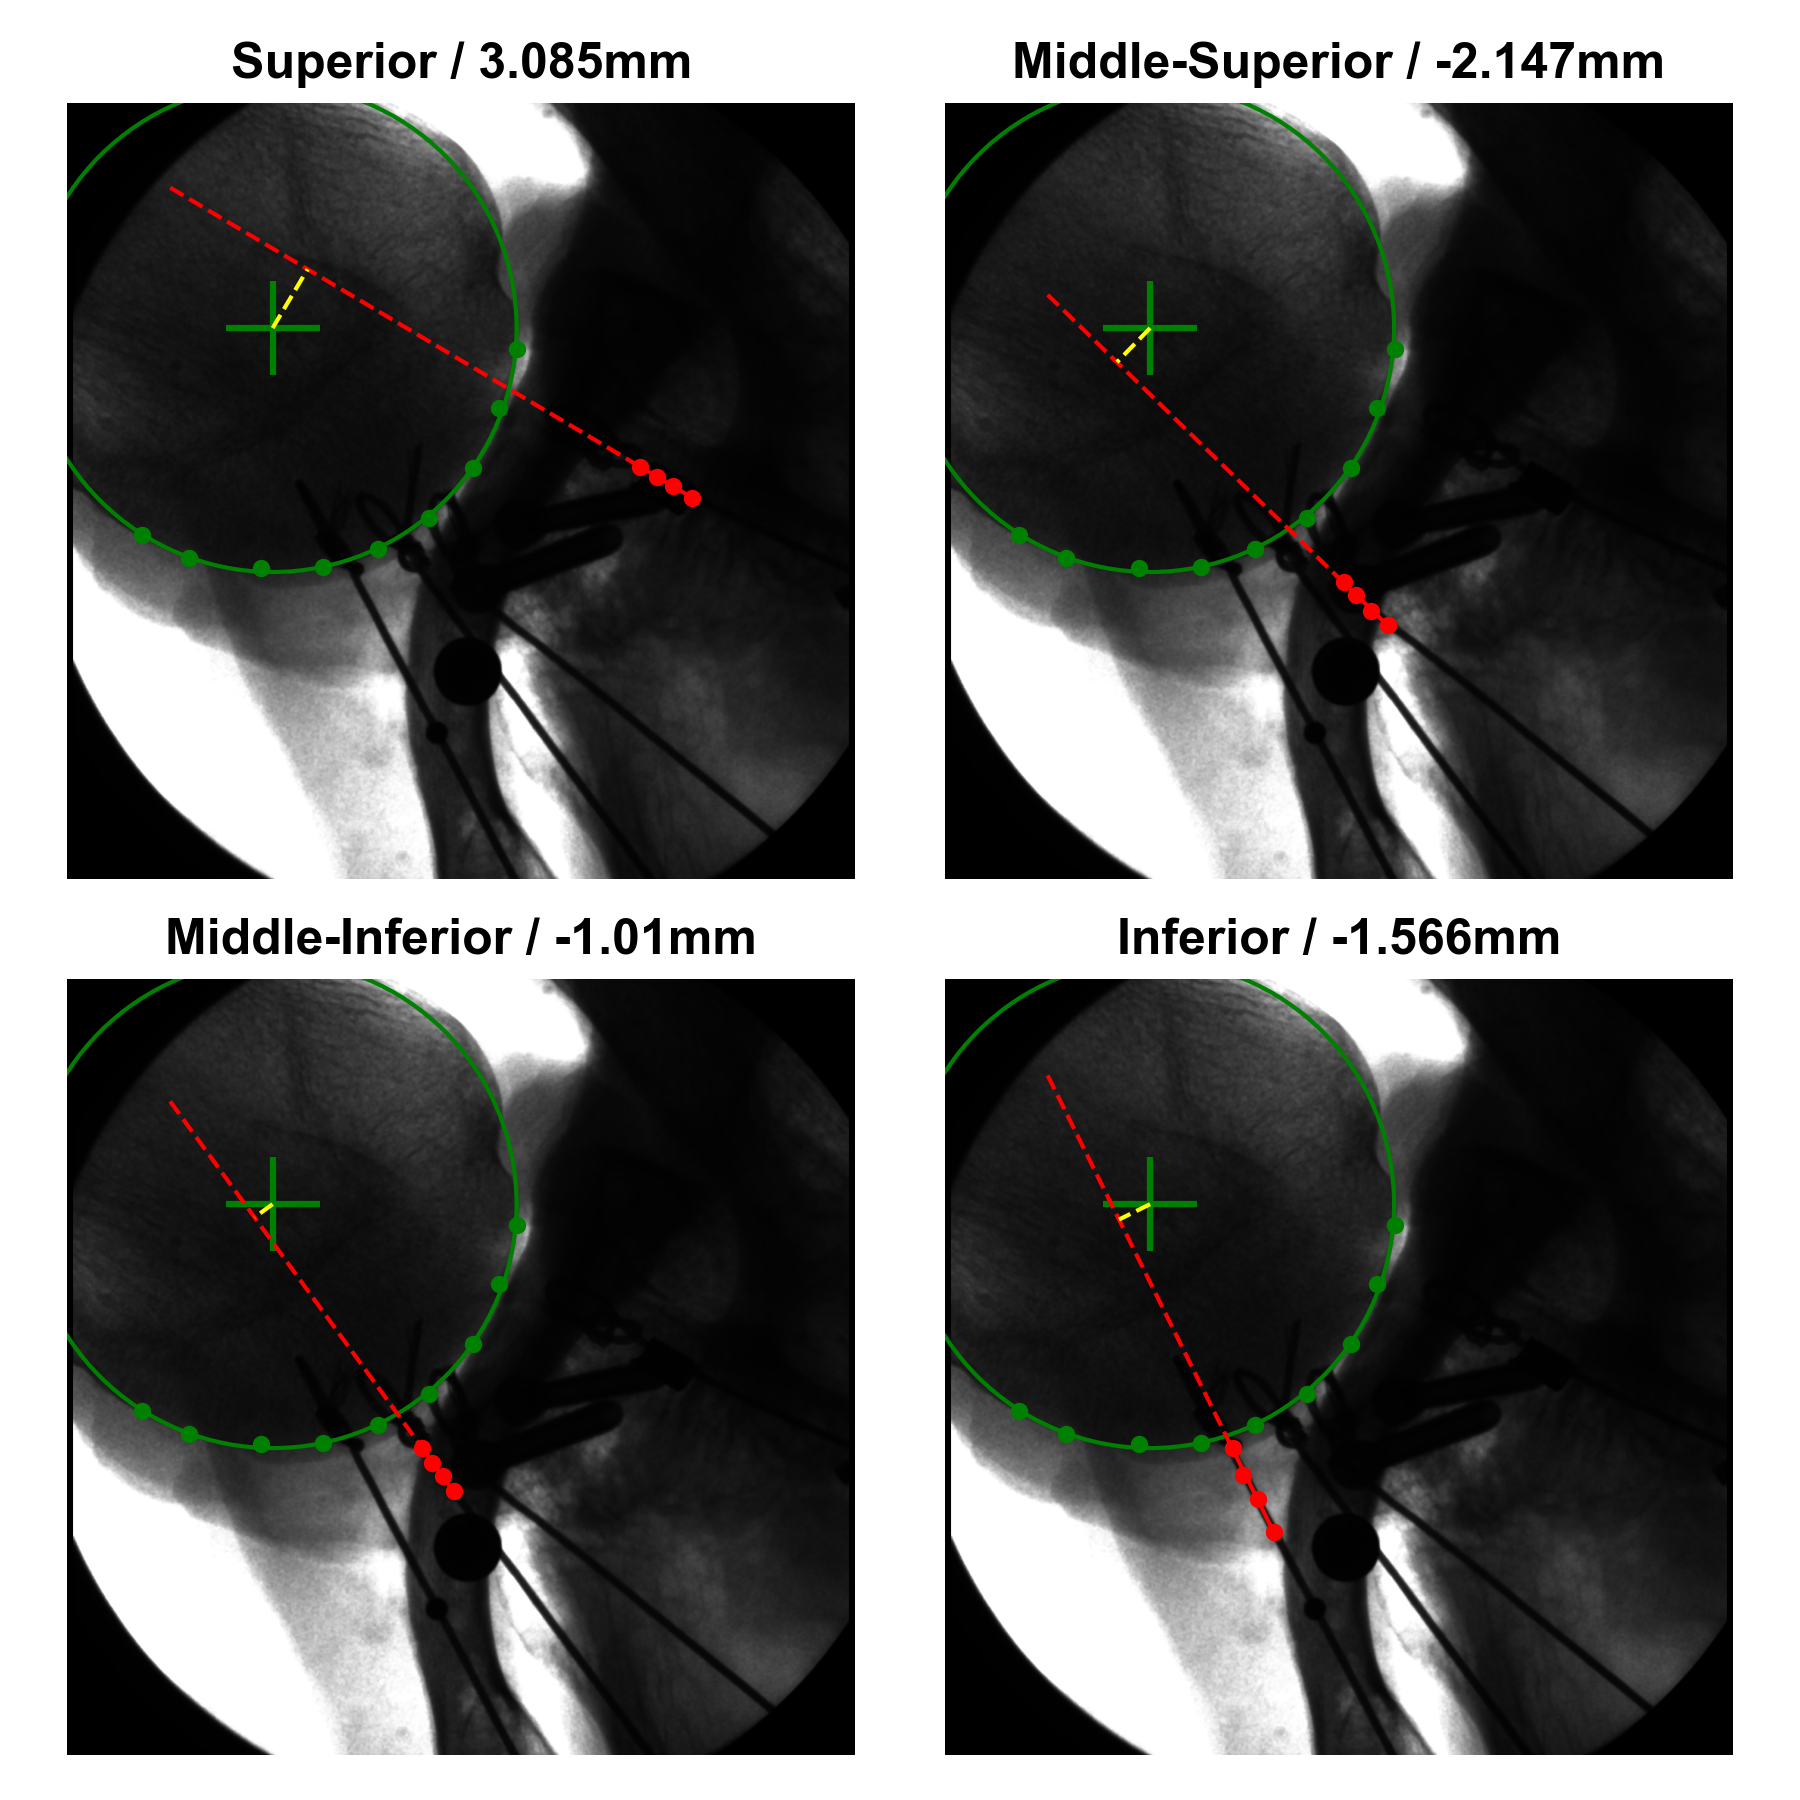 Superior / 3.085mm
Middle-Superior / -2.147mm
Middle-Inferior / -1.01mm
Inferior / -1.566mm